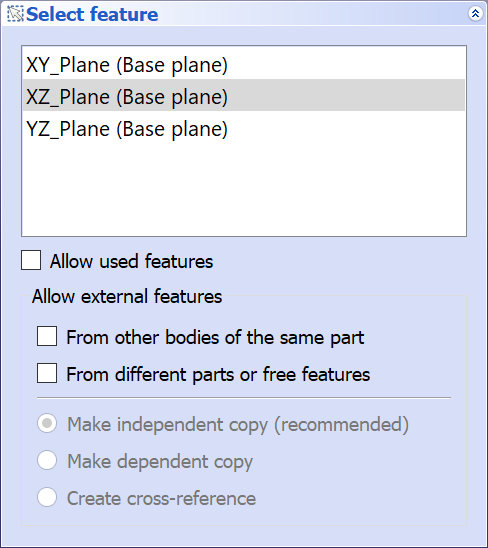 Select feature
XY_Plane (Base plane)
XZ_Plane (Base plane)
YZ_Plane (Base plane)
Allow used features
Allow external features
From other bodies of the same part
From different parts or free features
Make independent copy (recommended)
Make dependent copy
Create cross-reference